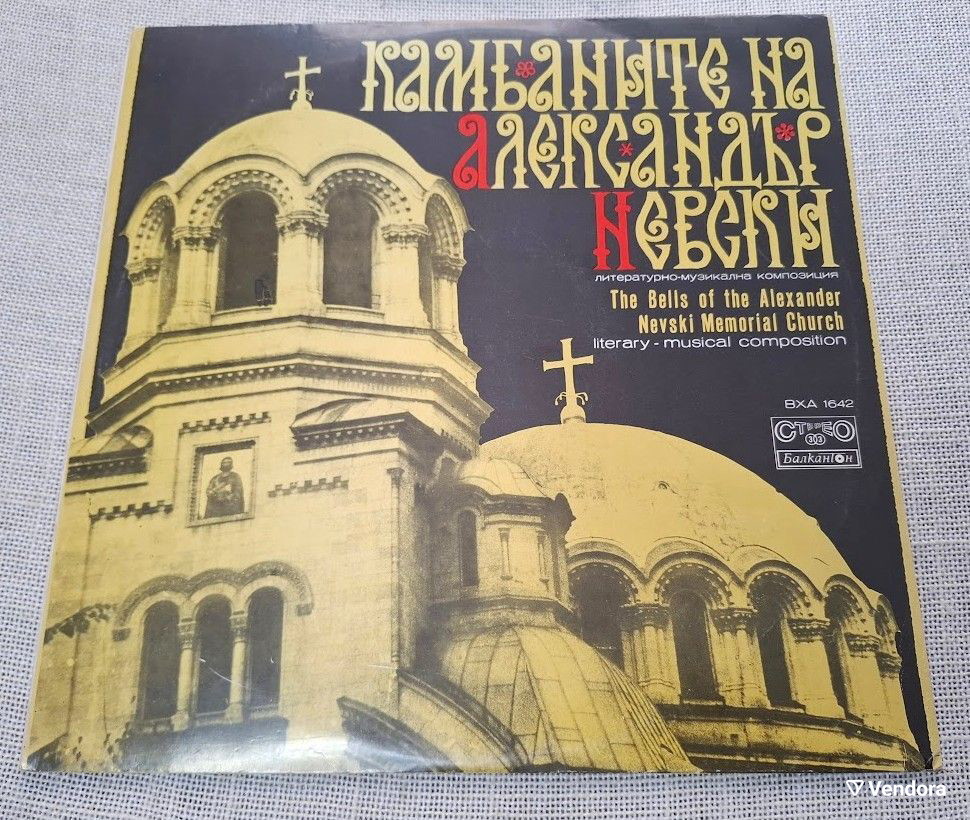 КАМБАНИТЕ НА
АЛЕКСАНДЪР
НЕВСКИ
литературно-музикална композиция
The Bells of the Alexander
Nevski Memorial Church
literary - musical composition
ВХА 1642
СТЕРЕО
33
Балкантон
Vendora